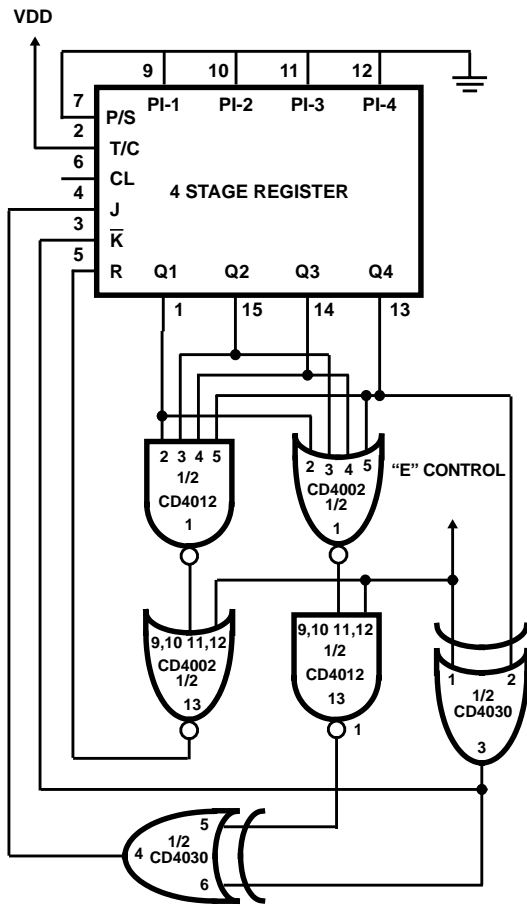 VDD
9 10 11 12
7 P/S PI-1 PI-2 PI-3 PI-4
2 T/C
6 CL
4 J 4 STAGE REGISTER
3 K̅
5 R Q1 Q2 Q3 Q4
1 15 14 13
2 3 4 5
1/2
CD4012
1
2 3 4 5
CD4002
1/2
1
“E” CONTROL
9,10 11,12
CD4002
1/2
13
9,10 11,12
1/2
CD4012
13
1
1 2
1/2
CD4030
3
5
1/2
4 CD4030
6